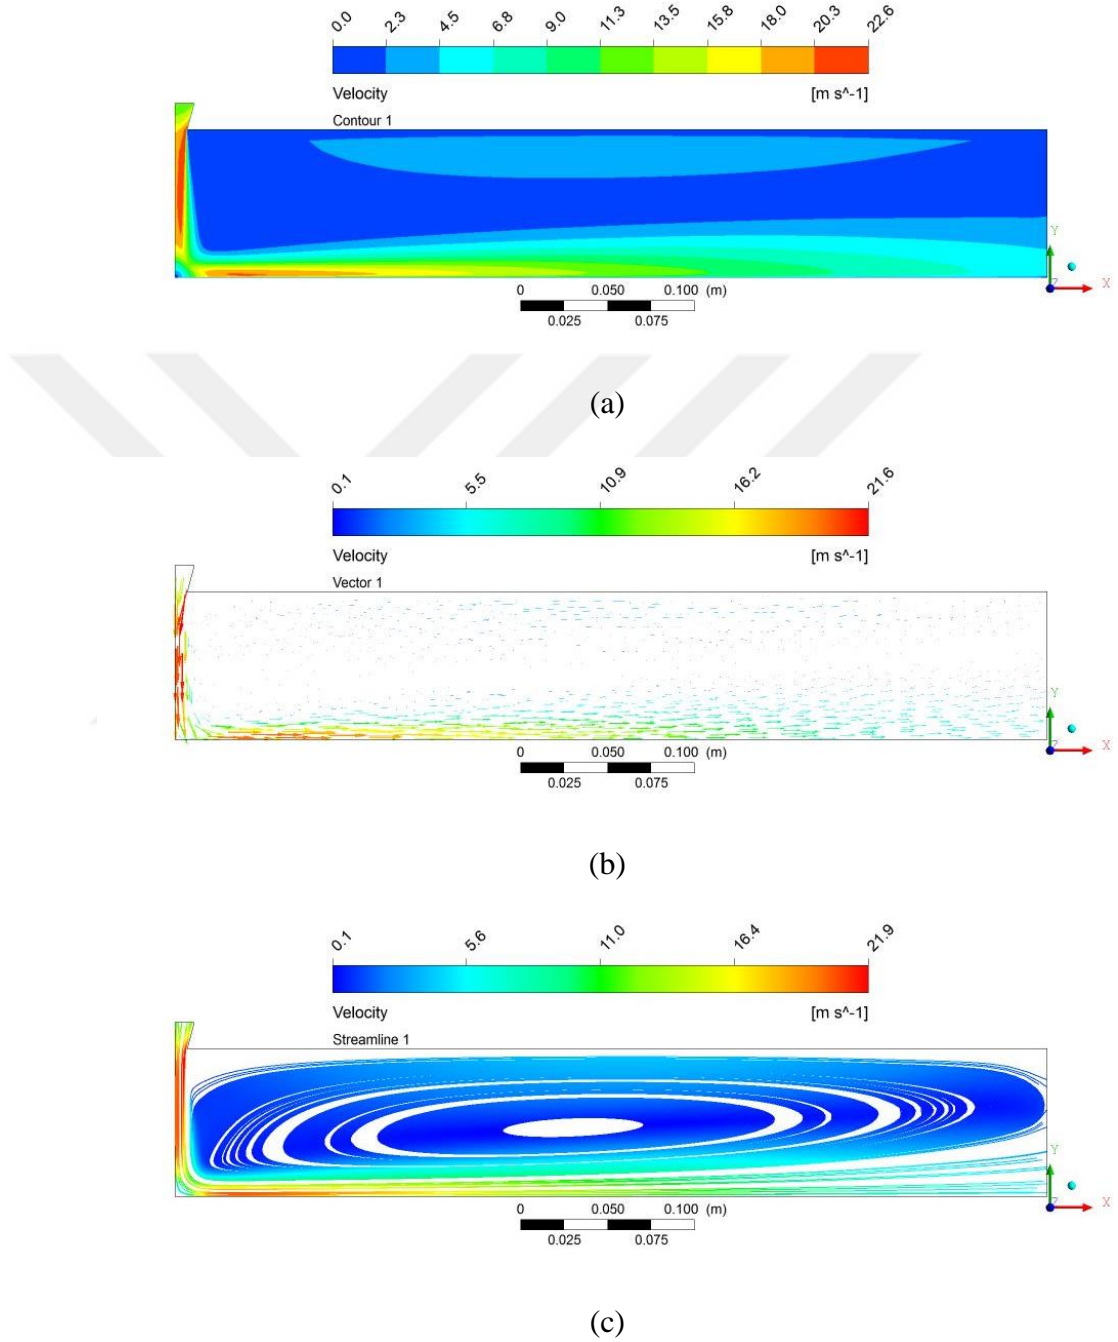 0.0 2.3 4.5 6.8 9.0 11.3 13.5 15.8 18.0 20.3 22.6
Velocity [m s^-1]
Contour 1
Y
Z X
0 0.050 0.100 (m)
0.025 0.075
(a)
0.1 5.5 10.9 16.2 21.6
Velocity [m s^-1]
Vector 1
Y
Z X
0 0.050 0.100 (m)
0.025 0.075
(b)
0.1 5.6 11.0 16.4 21.9
Velocity [m s^-1]
Streamline 1
Y
Z X
0 0.050 0.100 (m)
0.025 0.075
(c)